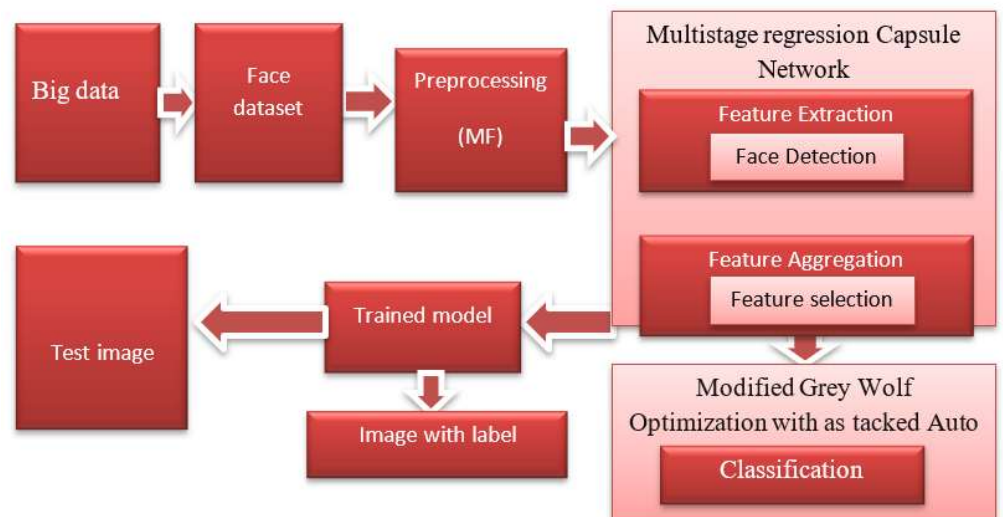 Big data
Face
dataset
Preprocessing
(MF)
Multistage regression Capsule
Network
Feature Extraction
Face Detection
Feature Aggregation
Feature selection
Test image
Trained model
Image with label
Modified Grey Wolf
Optimization with as tacked Auto
Classification